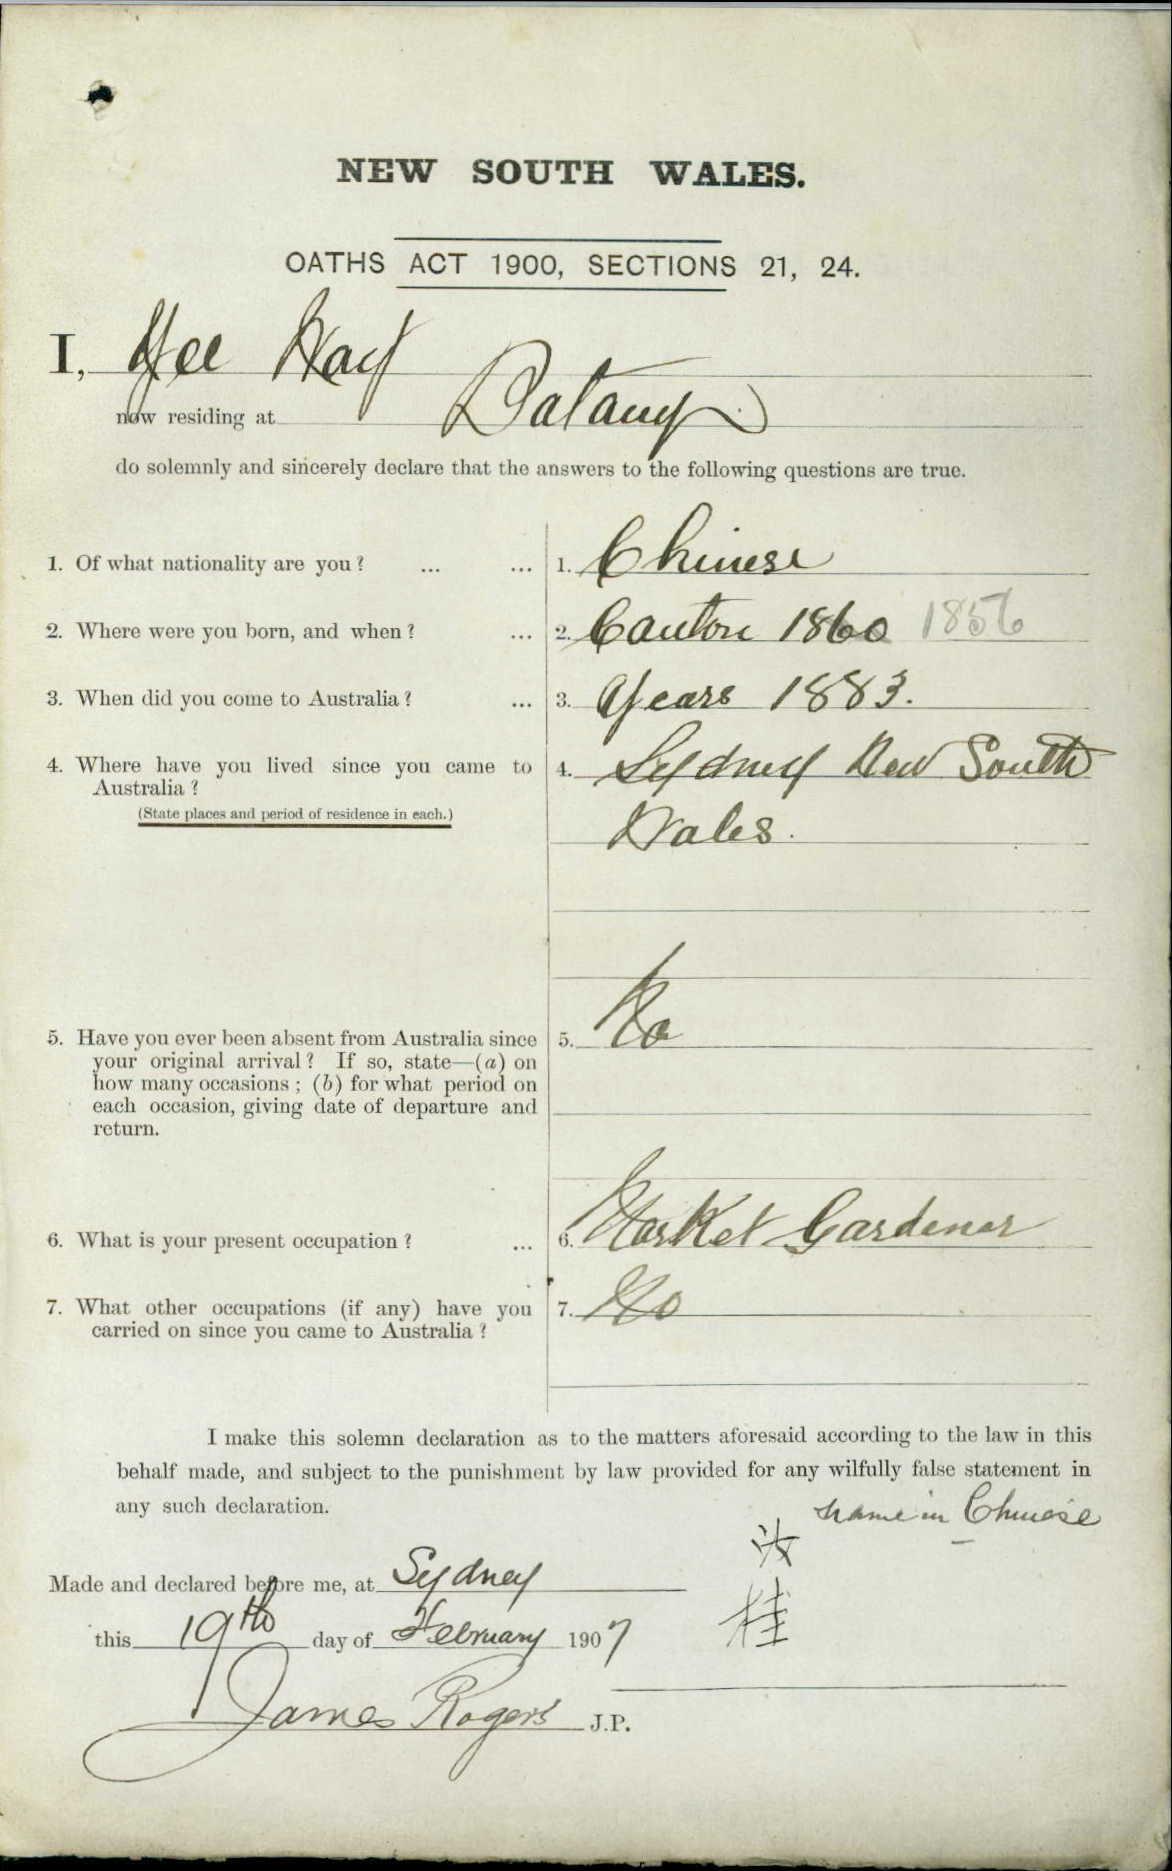 NEW SOUTH WALES.
OATHS ACT 1900, SECTIONS 21, 24.
I, Yee Way
now residing at Botany
do solemnly and sincerely declare that the answers to the following questions are true.
1. Of what nationality are you? ... ... 1. Chinese
2. Where were you born, and when? ... 2. Canton 1860 1856
3. When did you come to Australia? ... 3. Years 1883.
4. Where have you lived since you came to 4. Sydney New South
Australia?
(State places and period of residence in each.)
Wales.
5. Have you ever been absent from Australia since 5. No
your original arrival? If so, state—(a) on
how many occasions; (b) for what period on
each occasion, giving date of departure and
return.
6. What is your present occupation? ... 6. Market Gardener
7. What other occupations (if any) have you 7. No
carried on since you came to Australia?
I make this solemn declaration as to the matters aforesaid according to the law in this
behalf made, and subject to the punishment by law provided for any wilfully false statement in
any such declaration.
name in Chinese
Made and declared before me, at Sydney
桂
this 19th day of February 1907
James Rogers J.P.